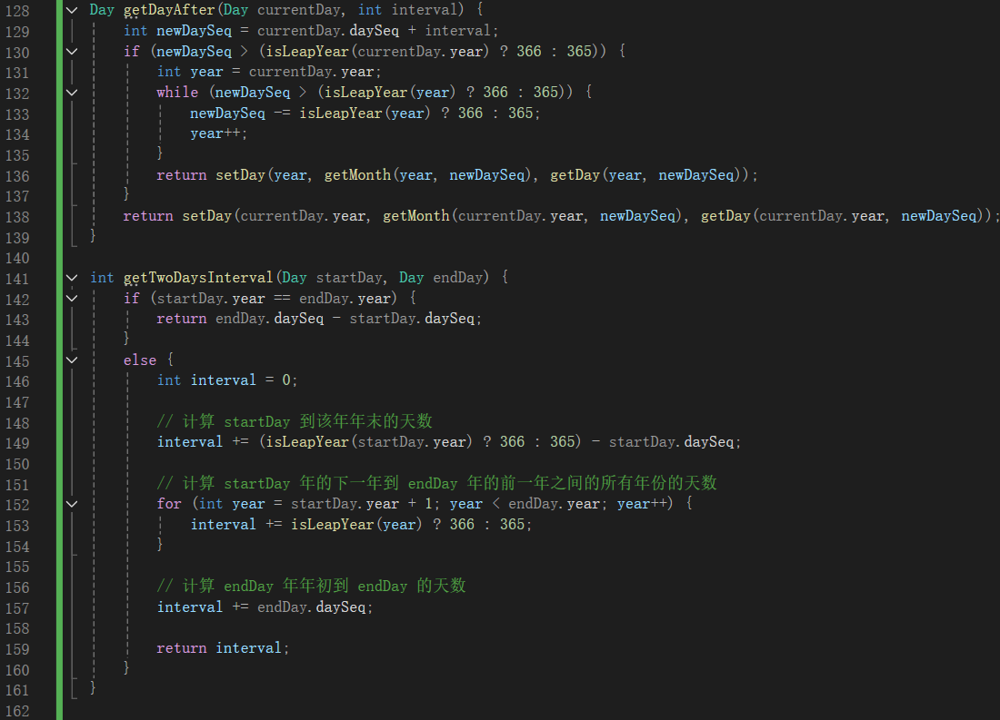 128 Day getDayAfter(Day currentDay, int interval) {
129     int newDaySeq = currentDay.daySeq + interval;
130     if (newDaySeq > (isLeapYear(currentDay.year) ? 366 : 365)) {
131         int year = currentDay.year;
132         while (newDaySeq > (isLeapYear(year) ? 366 : 365)) {
133             newDaySeq -= isLeapYear(year) ? 366 : 365;
134             year++;
135         }
136         return setDay(year, getMonth(year, newDaySeq), getDay(year, newDaySeq));
137     }
138     return setDay(currentDay.year, getMonth(currentDay.year, newDaySeq), getDay(currentDay.year, newDaySeq));
139 }
140
141 int getTwoDaysInterval(Day startDay, Day endDay) {
142     if (startDay.year == endDay.year) {
143         return endDay.daySeq - startDay.daySeq;
144     }
145     else {
146         int interval = 0;
147
148         // 计算 startDay 到该年年末的天数
149         interval += (isLeapYear(startDay.year) ? 366 : 365) - startDay.daySeq;
150
151         // 计算 startDay 年的下一年到 endDay 年的前一年之间的所有年份的天数
152         for (int year = startDay.year + 1; year < endDay.year; year++) {
153             interval += isLeapYear(year) ? 366 : 365;
154         }
155
156         // 计算 endDay 年年初到 endDay 的天数
157         interval += endDay.daySeq;
158
159         return interval;
160     }
161 }
162